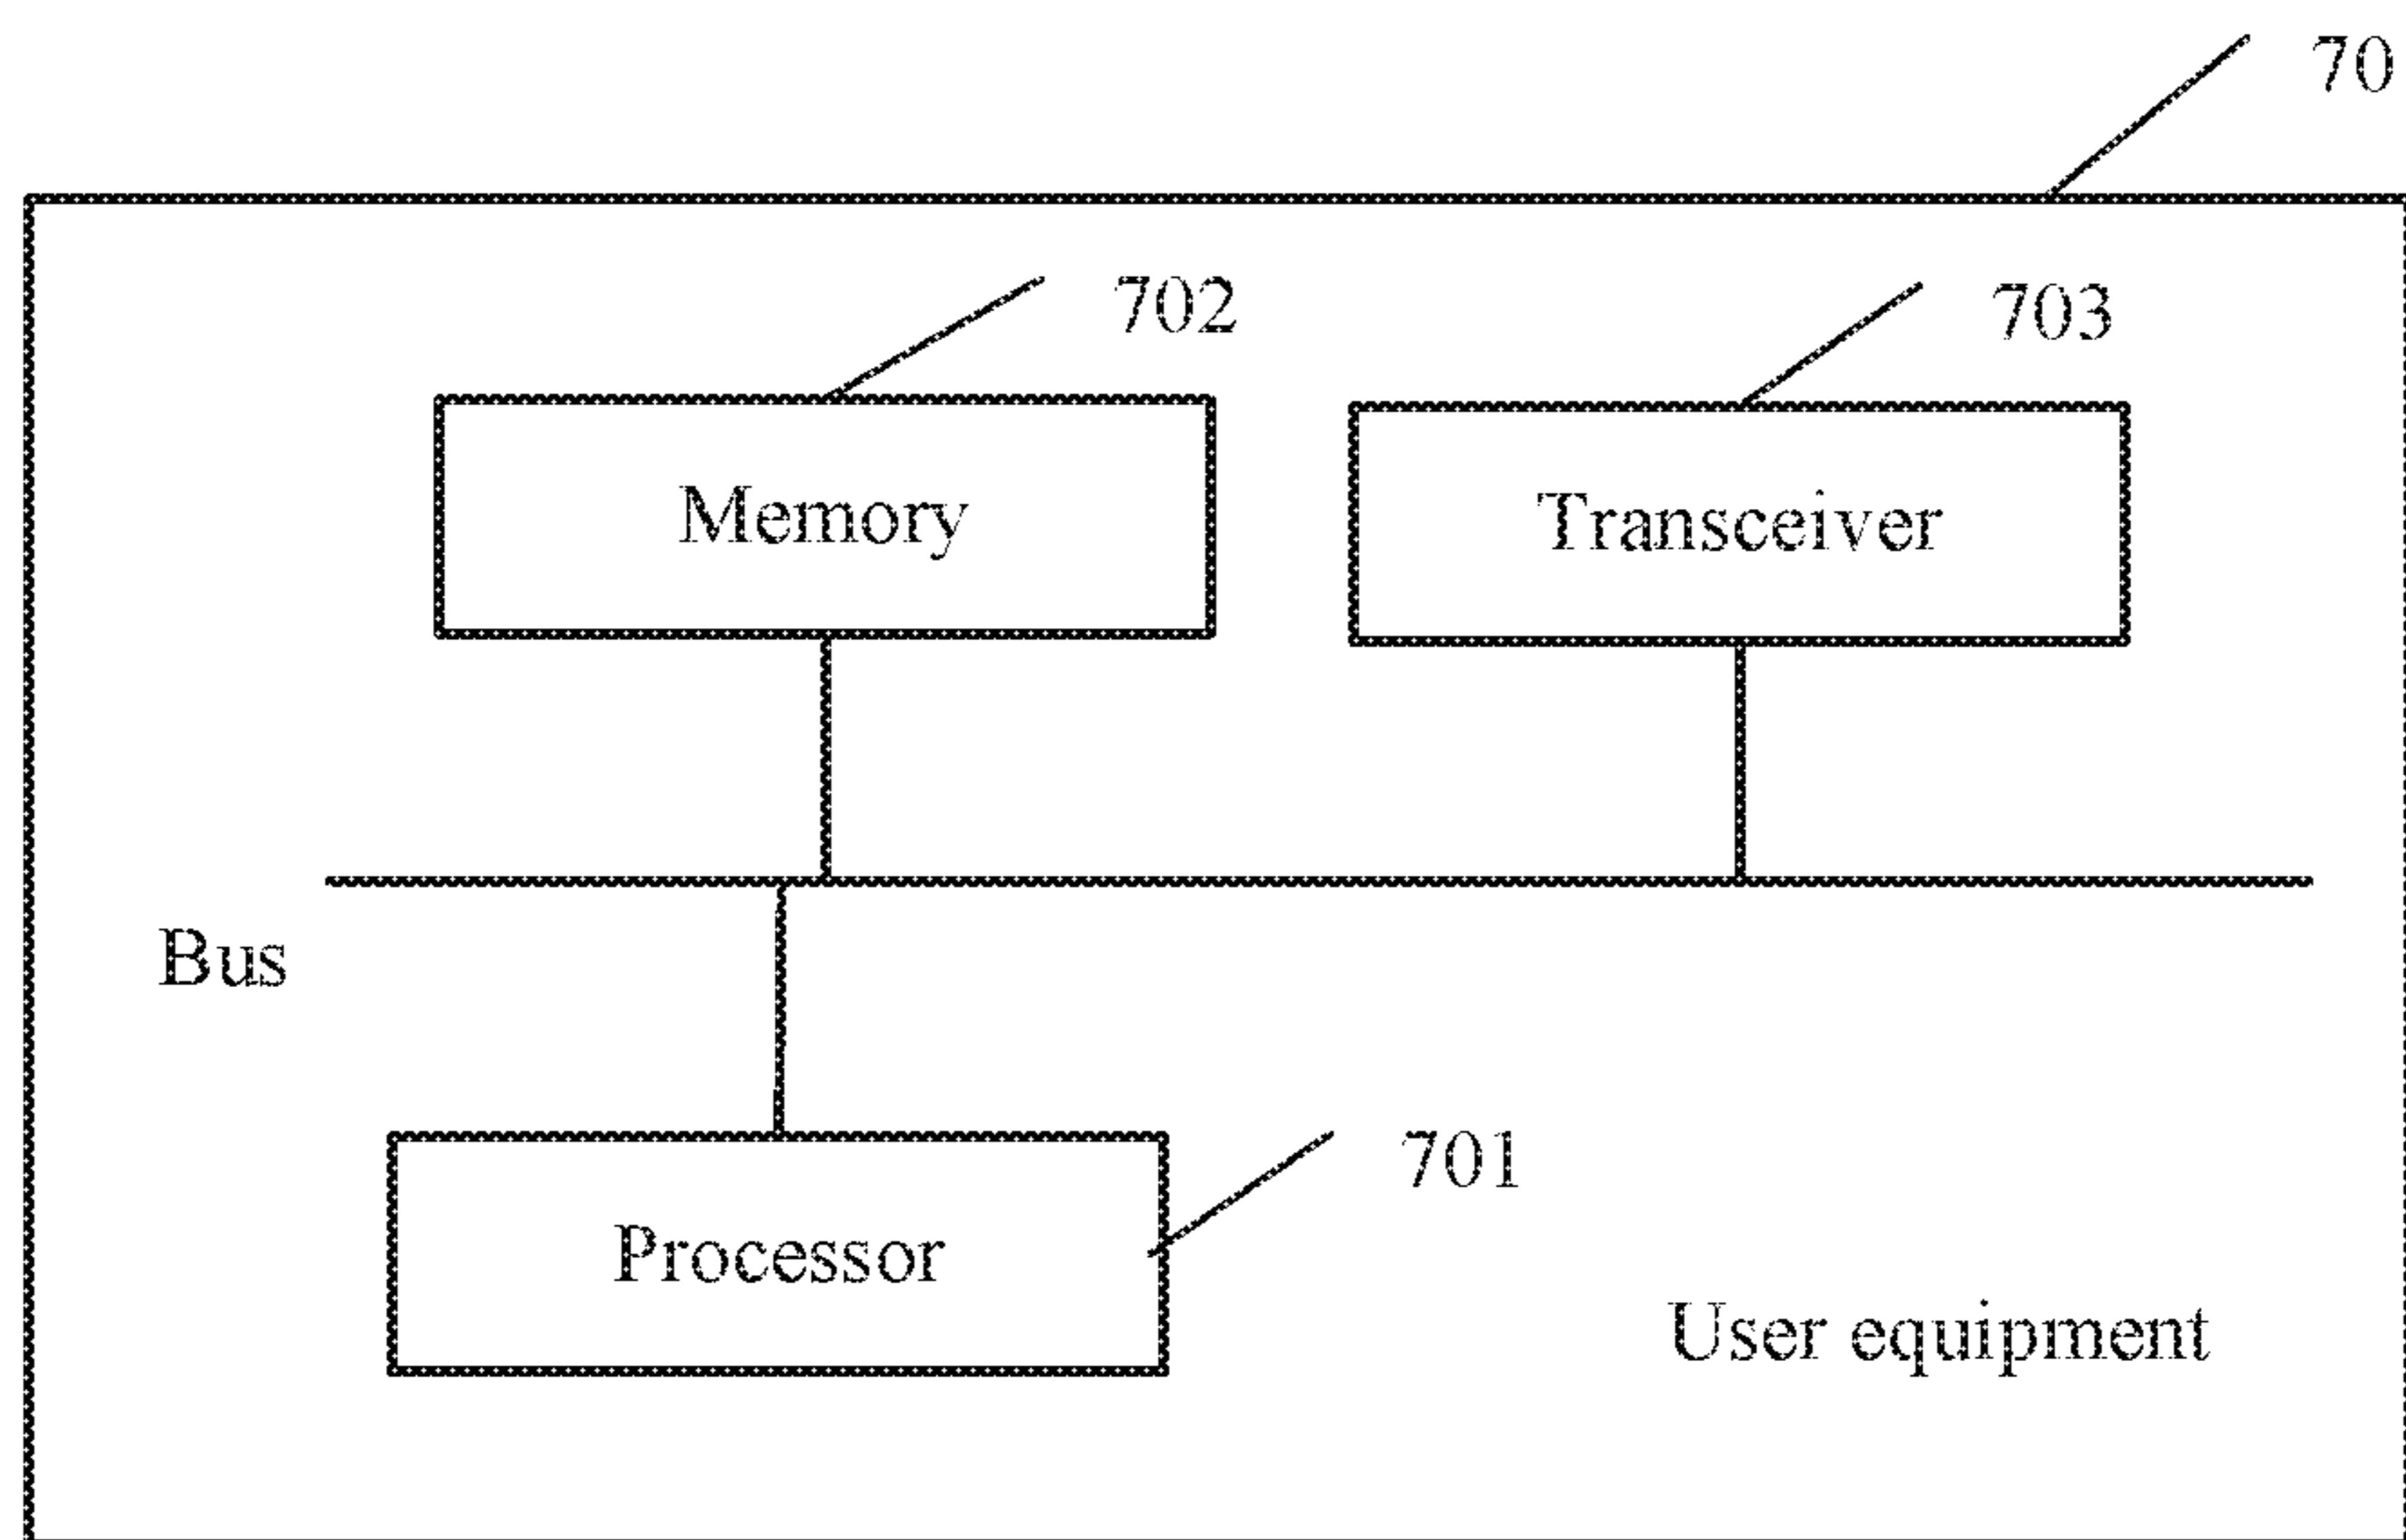 70
702
703
Memory
Transceiver
Bus
701
Processor
User equipment